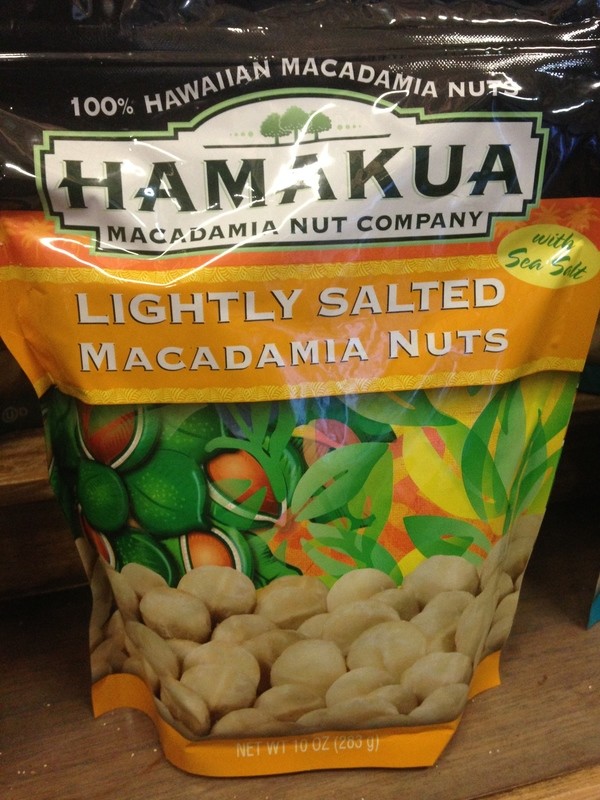 100% HAWAIIAN MACADAMIA NUTS
HAMAKUA
MACADAMIA NUT COMPANY
with
Sea Salt
LIGHTLY SALTED
MACADAMIA NUTS
NET WT 10 OZ (283 g)